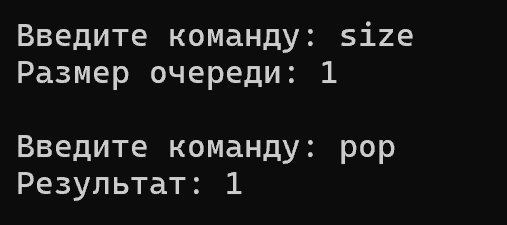 Введите команду: size
Размер очереди: 1
Введите команду: pop
Результат: 1